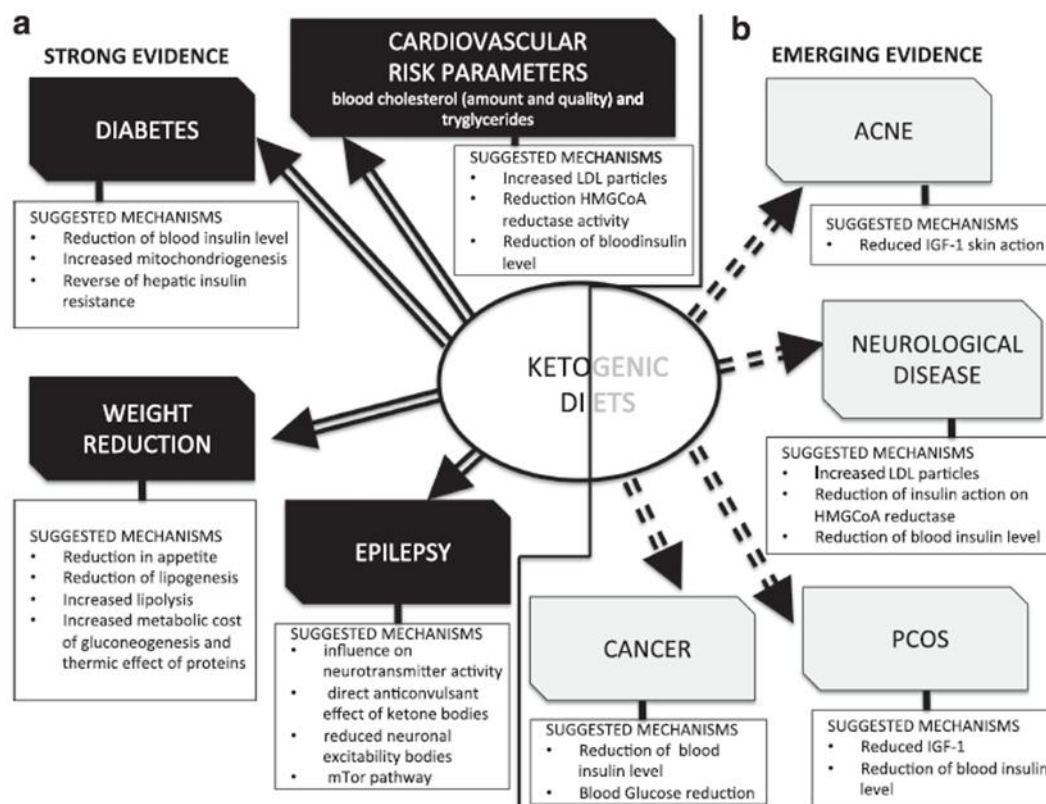 a
STRONG EVIDENCE
DIABETES
SUGGESTED MECHANISMS
• Reduction of blood insulin level
• Increased mitochondriogenesis
• Reverse of hepatic insulin
resistance
CARDIOVASCULAR
RISK PARAMETERS
blood cholesterol (amount and quality) and
tryglycerides
SUGGESTED MECHANISMS
• Increased LDL particles
• Reduction HMGCoA
reductase activity
• Reduction of bloodinsulin
level
WEIGHT
REDUCTION
SUGGESTED MECHANISMS
• Reduction in appetite
• Reduction of lipogenesis
• Increased lipolysis
• Increased metabolic cost
of gluconeogenesis and
thermic effect of proteins
EPILEPSY
SUGGESTED MECHANISMS
• influence on
neurotransmitter activity
• direct anticonvulsant
effect of ketone bodies
• reduced neuronal
excitability bodies
• mTor pathway
KETOGENIC
DIETS
b
EMERGING EVIDENCE
ACNE
SUGGESTED MECHANISMS
• Reduced IGF-1 skin action
NEUROLOGICAL
DISEASE
SUGGESTED MECHANISMS
• Increased LDL particles
• Reduction of insulin action on
HMGCoA reductase
• Reduction of blood insulin level
CANCER
SUGGESTED MECHANISMS
• Reduction of blood
insulin level
• Blood Glucose reduction
PCOS
SUGGESTED MECHANISMS
• Reduced IGF-1
• Reduction of blood insulin
level